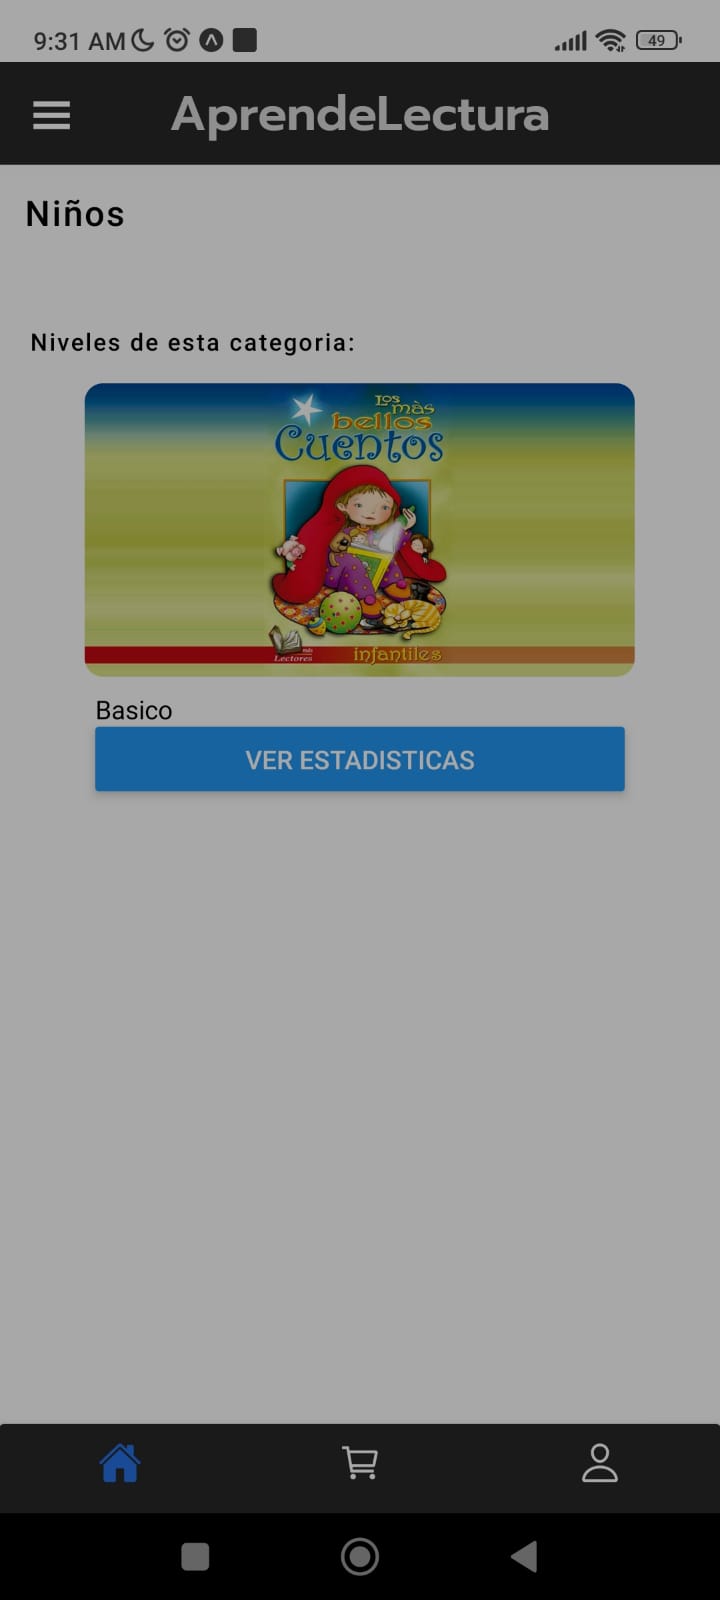 9:31 AM
49
AprendeLectura
Niños
Niveles de esta categoria:
Los
màs
bellos
Cuentos
más
Lectores
infantiles
Basico
VER ESTADISTICAS